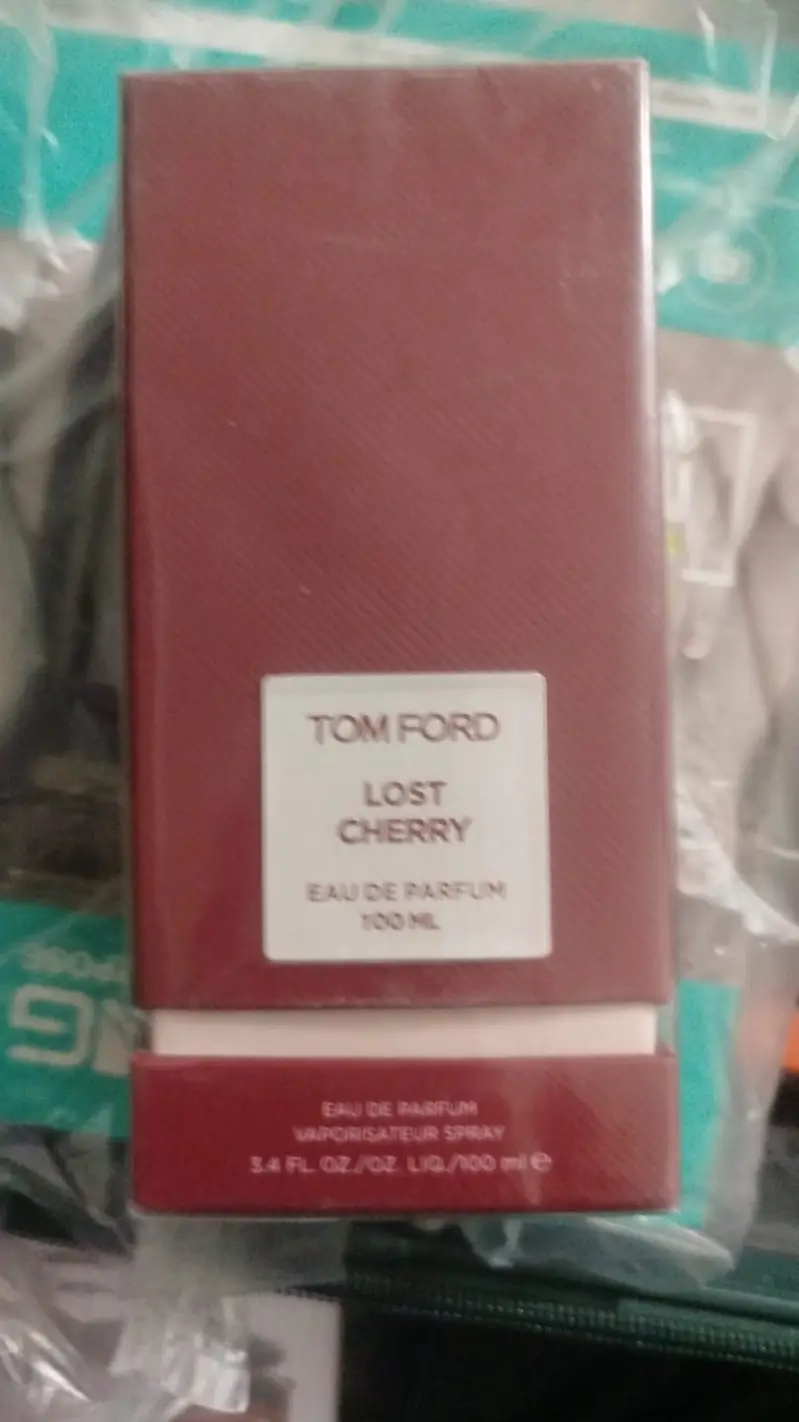 TOM FORD
LOST
CHERRY
EAU DE PARFUM
100 ML
EAU DE PARFUM
VAPORISATEUR SPRAY
3.4 FL. OZ./OZ. LIQ./100 ml ℮